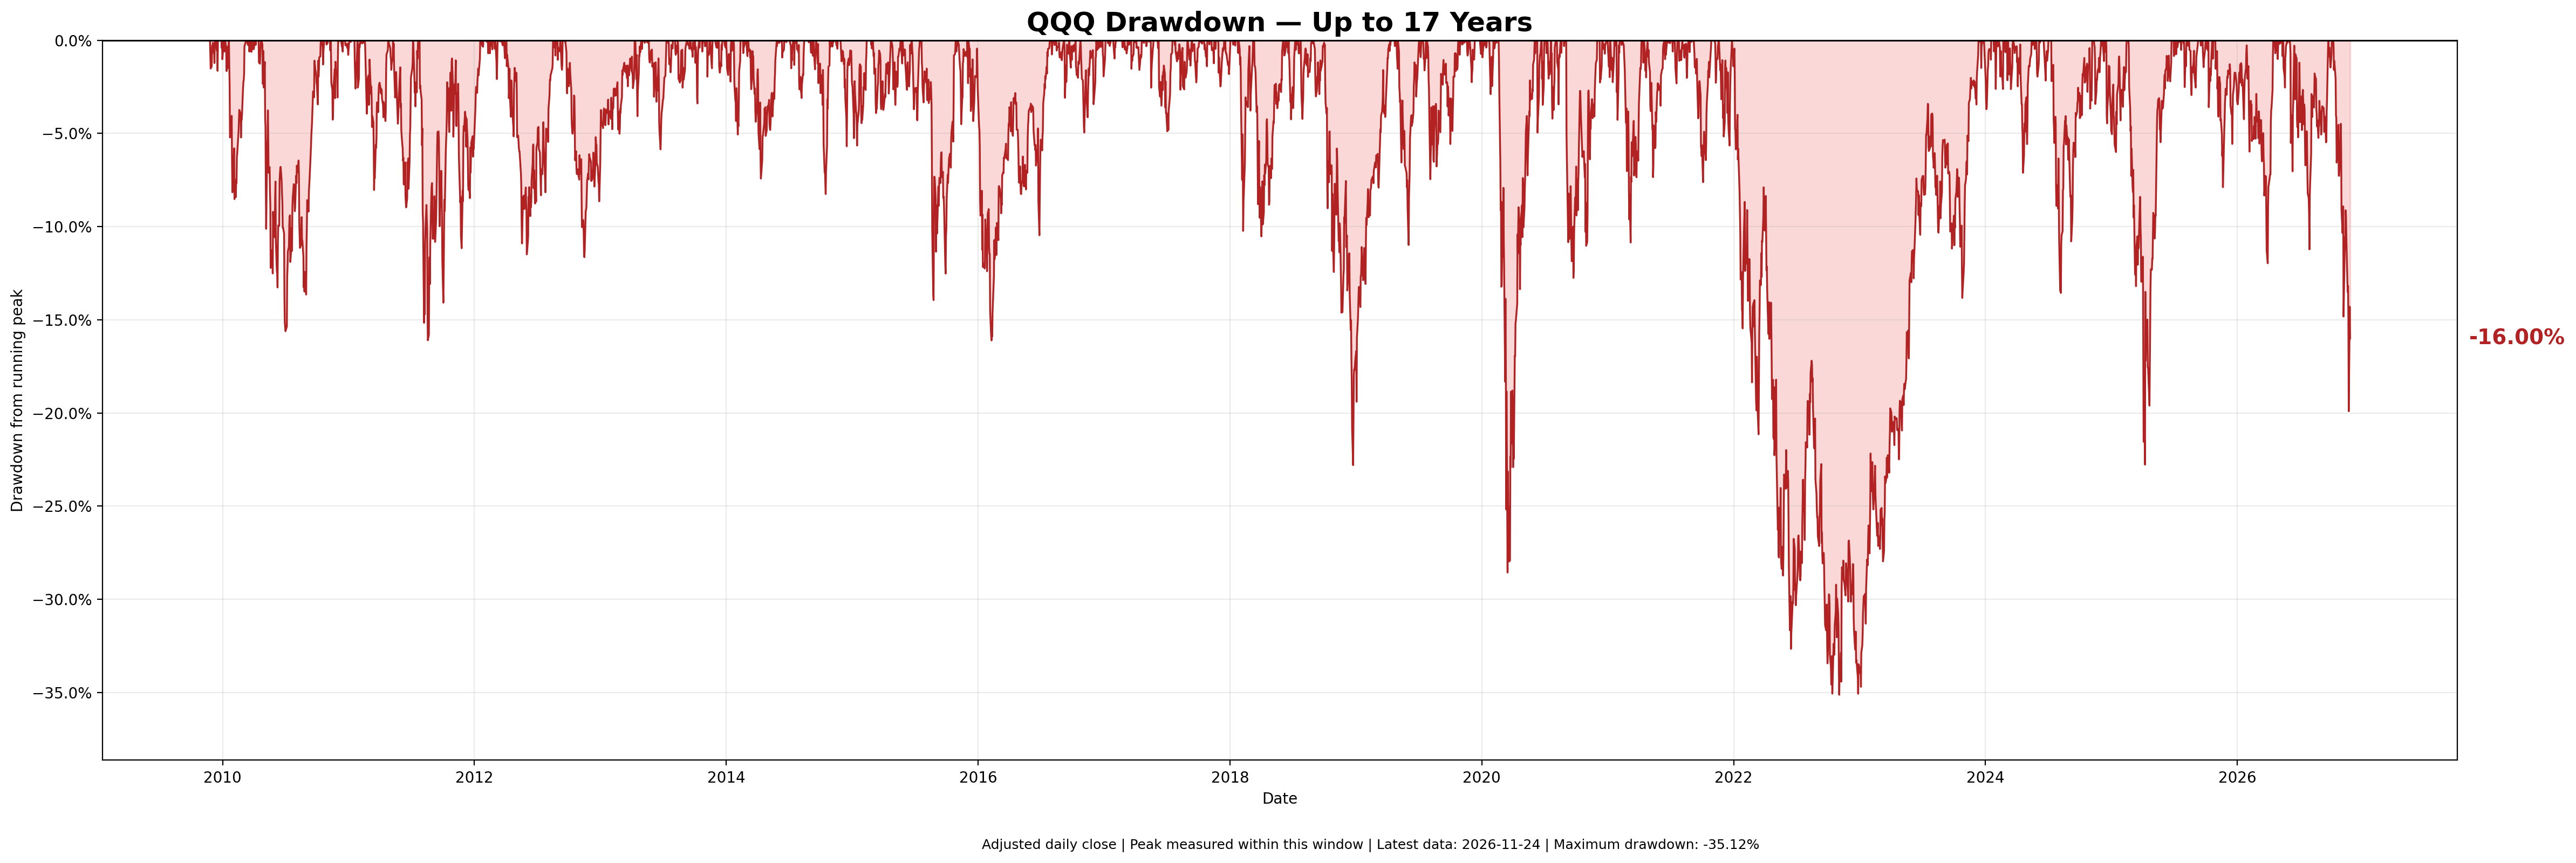 QQQ Drawdown — Up to 17 Years
Drawdown from running peak
0.0%
−5.0%
−10.0%
−15.0%
−20.0%
−25.0%
−30.0%
−35.0%
-16.00%
2010 2012 2014 2016 2018 2020 2022 2024 2026
Date
Adjusted daily close | Peak measured within this window | Latest data: 2026-11-24 | Maximum drawdown: -35.12%